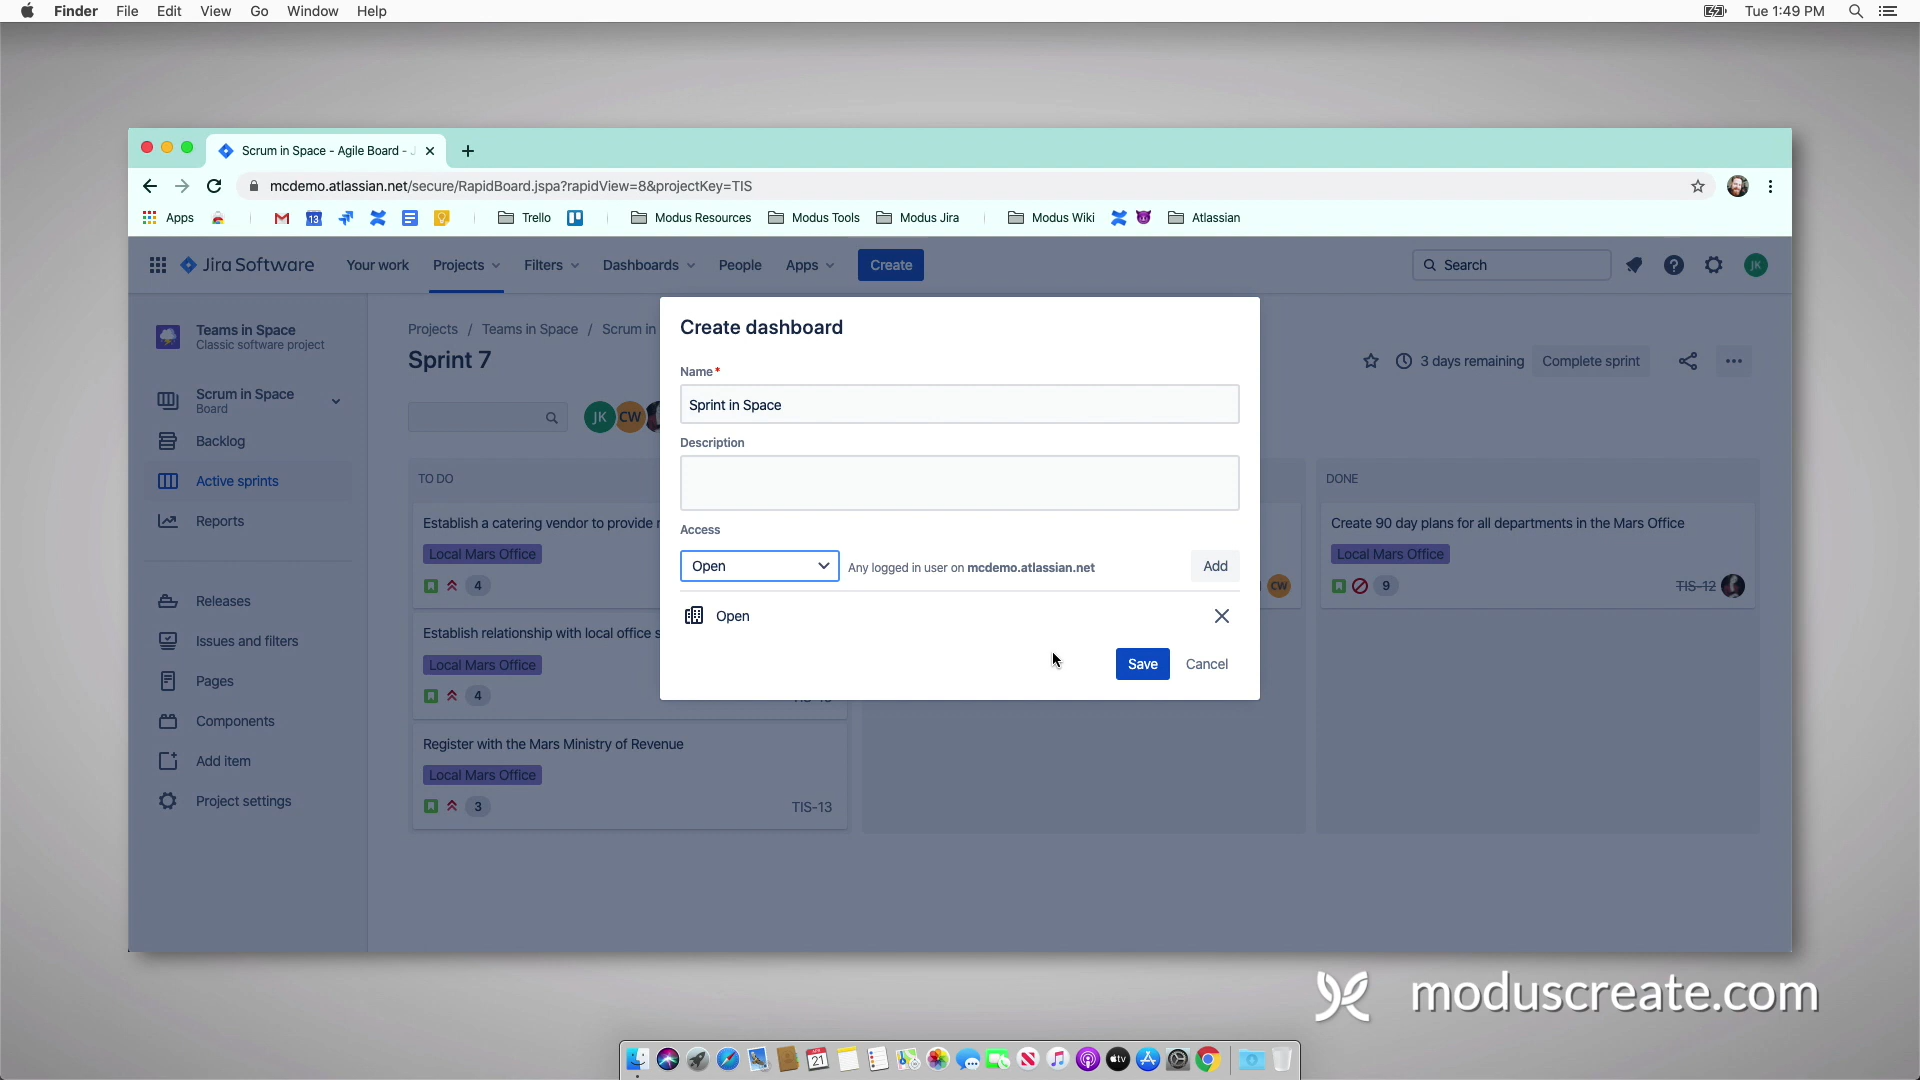 Finder File Edit View Go Window Help
Tue 1:49 PM
Scrum in Space - Agile Board -
mcdemo.atlassian.net/secure/RapidBoard.jspa?rapidView=8&projectKey=TIS
Apps 13 Trello Modus Resources Modus Tools Modus Jira Modus Wiki Atlassian
Jira Software Your work Projects Filters Dashboards People Apps Create Search JK
Teams in Space
Classic software project
Scrum in Space
Board
Backlog
Active sprints
Reports
Releases
Issues and filters
Pages
Components
Add item
Project settings
Projects / Teams in Space / Scrum in
Sprint 7
3 days remaining Complete sprint
JK CW
TO DO
Establish a catering vendor to provide
Local Mars Office
4
Establish relationship with local office s
Local Mars Office
4
Register with the Mars Ministry of Revenue
Local Mars Office
3 TIS-13
CW
DONE
Create 90 day plans for all departments in the Mars Office
Local Mars Office
9 TIS-12
Create dashboard
Name*
Sprint in Space
Description
Access
Open Any logged in user on mcdemo.atlassian.net Add
Open
Save Cancel
moduscreate.com
21
tv